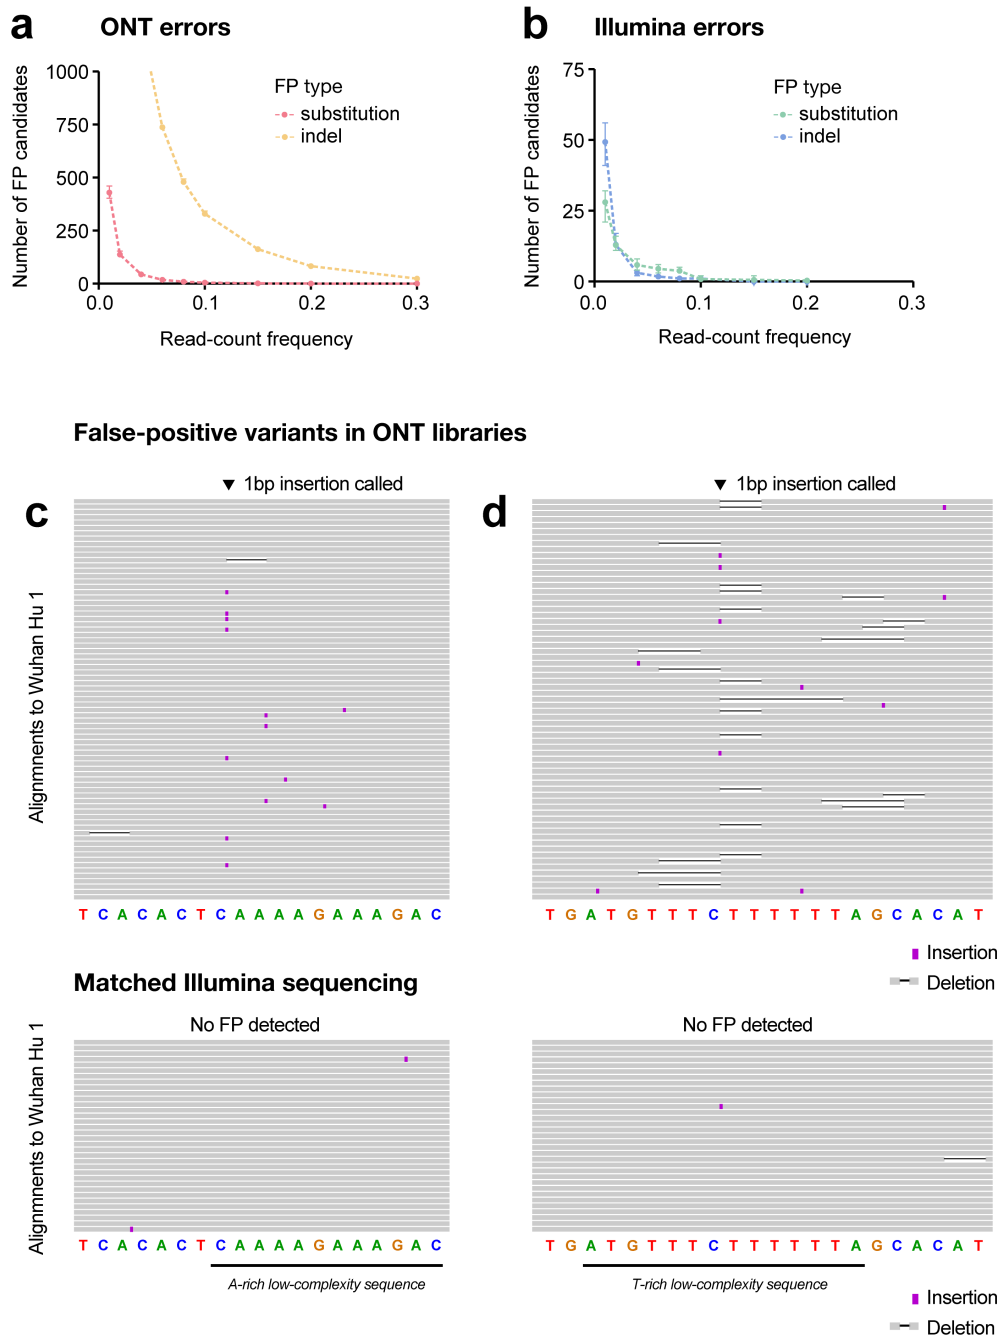 a ONT errors
Number of FP candidates
1000
750
500
250
0
0.0 0.1 0.2 0.3
Read-count frequency
FP type
substitution
indel
b Illumina errors
Number of FP candidates
75
50
25
0
0.0 0.1 0.2 0.3
Read-count frequency
FP type
substitution
indel
False-positive variants in ONT libraries
c
▼ 1bp insertion called
Alignmnents to Wuhan Hu 1
T C A C A C T C A A A A G A A A G A C
d
▼ 1bp insertion called
T G A T G T T T C T T T T T T A G C A C A T
Insertion
Deletion
Matched Illumina sequencing
No FP detected
Alignmnents to Wuhan Hu 1
T C A C A C T C A A A A G A A A G A C
A-rich low-complexity sequence
No FP detected
T G A T G T T T C T T T T T T A G C A C A T
T-rich low-complexity sequence
Insertion
Deletion